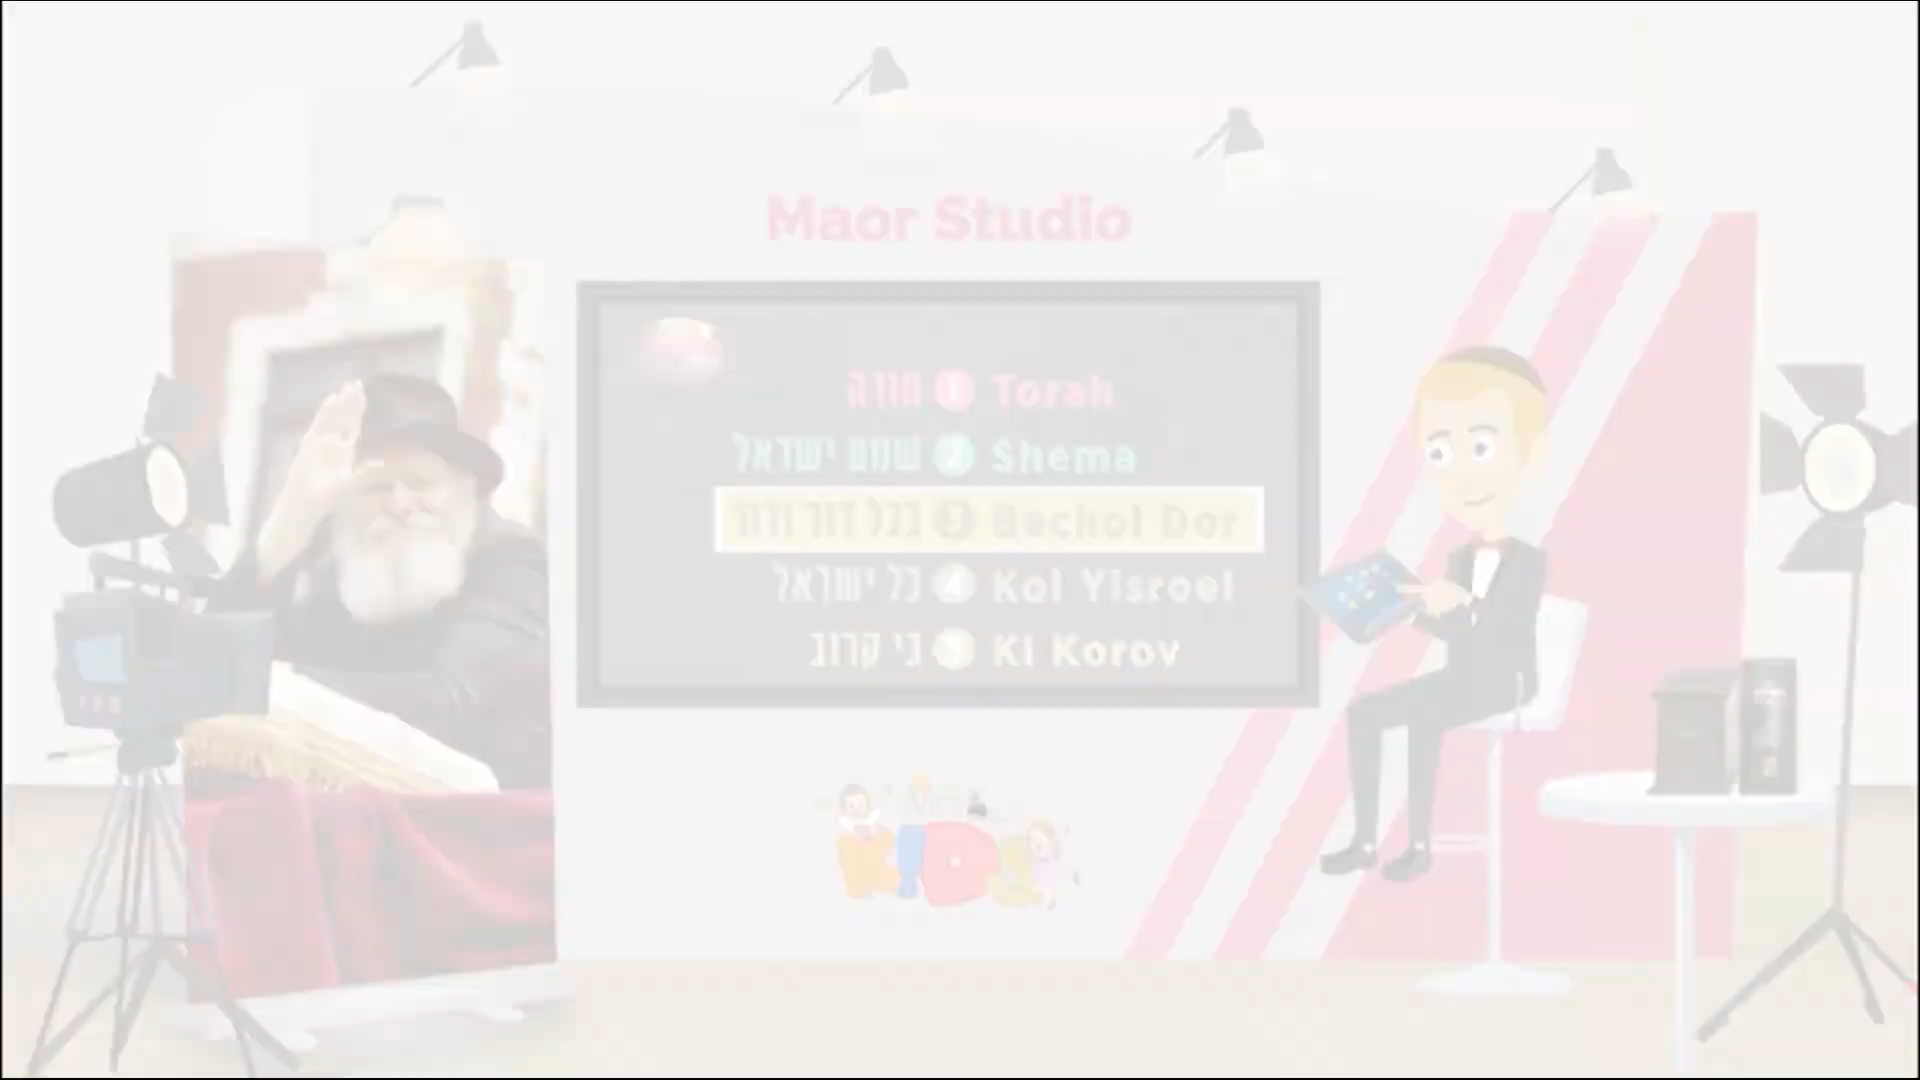 Maor Studio
תורה 1 Torah
שמע ישראל 2 Shema
בכל דור ודור 3 Bechol Dor
כל ישראל 4 Kol Yisroel
כי קרוב 5 Ki Korov
KIDS